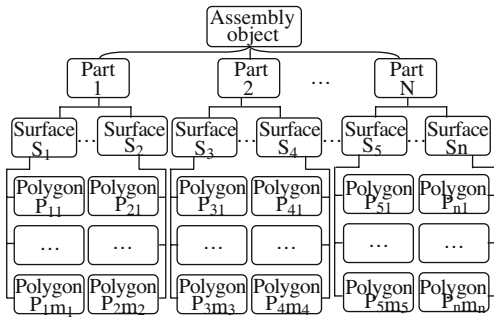 Assembly
object
Part
1
Part
2
...
Part
N
Surface
S₁
...
Surface
S₂
Surface
S₃
...
Surface
S₄
...
Surface
S₅
...
Surface
Sn
Polygon
P₁₁
Polygon
P₂₁
Polygon
P₃₁
Polygon
P₄₁
Polygon
P₅₁
Polygon
Pₙ₁
...
...
...
...
...
...
Polygon
P₁m₁
Polygon
P₂m₂
Polygon
P₃m₃
Polygon
P₄m₄
Polygon
P₅m₅
Polygon
Pₙmₙ